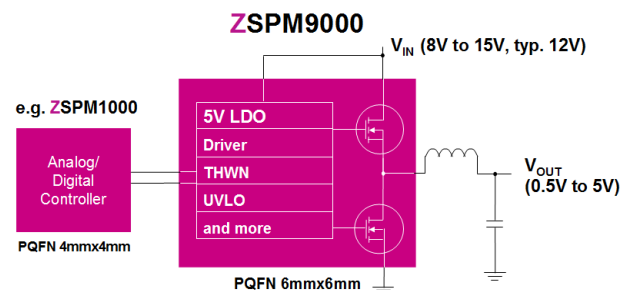 ZSPM9000
VIN (8V to 15V, typ. 12V)
e.g. ZSPM1000
Analog/
Digital
Controller
PQFN 4mmx4mm
5V LDO
Driver
THWN
UVLO
and more
PQFN 6mmx6mm
VOUT
(0.5V to 5V)